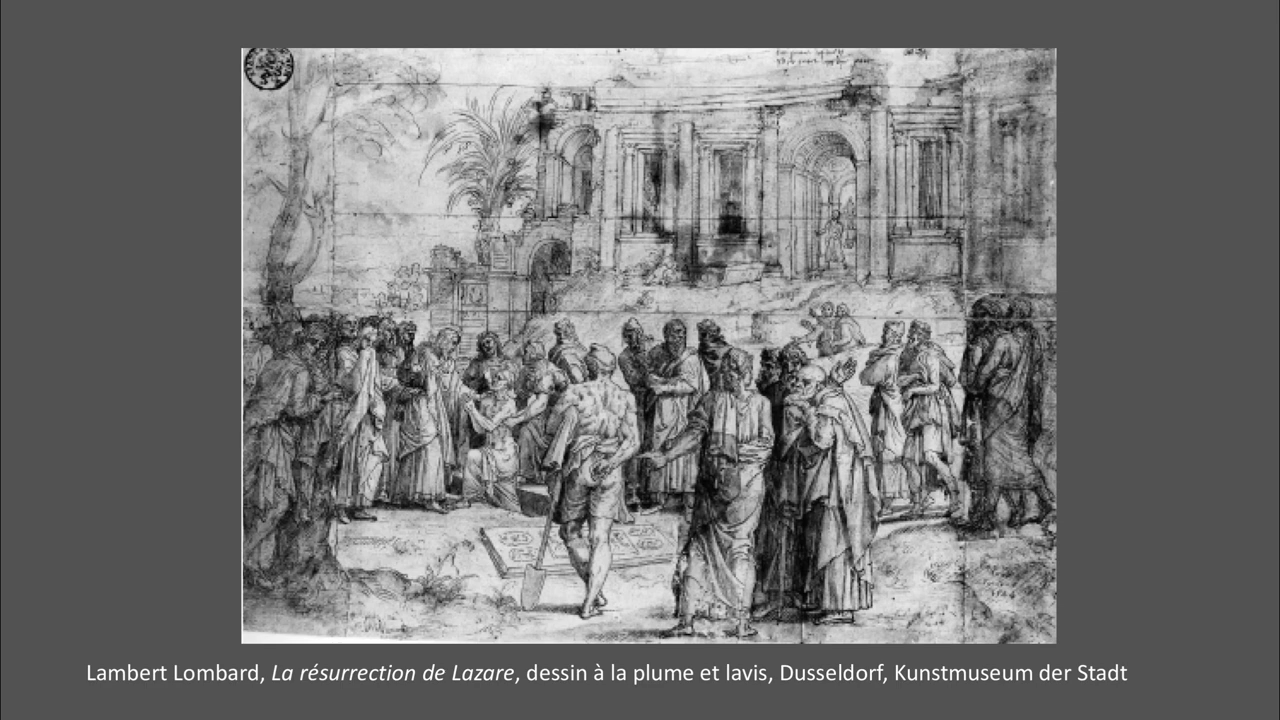 Lambert Lombard, La résurrection de Lazare, dessin à la plume et lavis, Dusseldorf, Kunstmuseum der Stadt